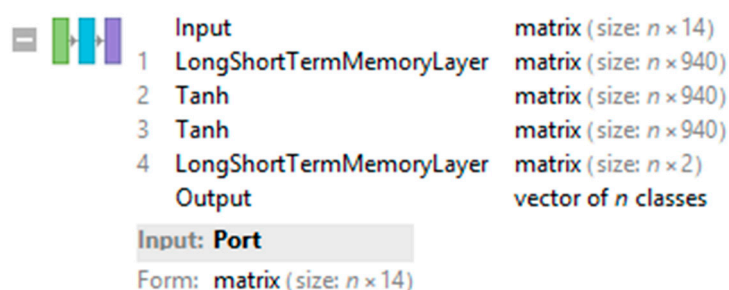 Input matrix (size: n × 14)
1 LongShortTermMemoryLayer matrix (size: n × 940)
2 Tanh matrix (size: n × 940)
3 Tanh matrix (size: n × 940)
4 LongShortTermMemoryLayer matrix (size: n × 2)
Output vector of n classes
Input: Port
Form: matrix (size: n × 14)